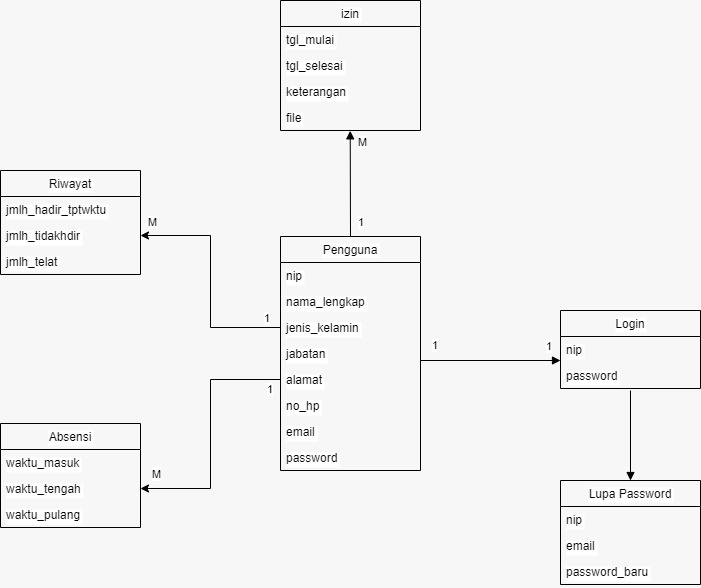 izin
tgl_mulai
tgl_selesai
keterangan
file
M
1
Riwayat
jmlh_hadir_tptwktu
jmlh_tidakhdir
jmlh_telat
M
1
Pengguna
nip
nama_lengkap
jenis_kelamin
jabatan
alamat
no_hp
email
password
1
1
Login
nip
password
1
M
Absensi
waktu_masuk
waktu_tengah
waktu_pulang
Lupa Password
nip
email
password_baru